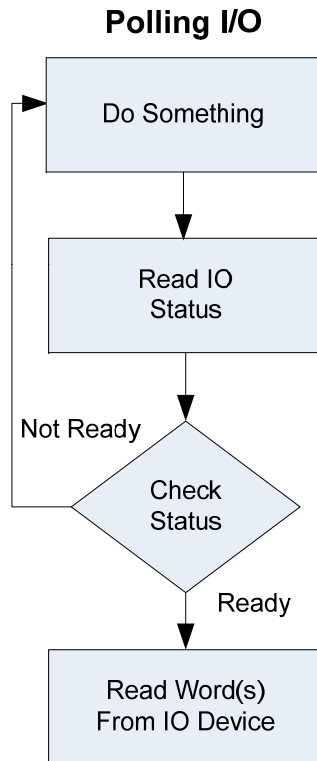 Polling I/O
Do Something
Read IO
Status
Not Ready
Check
Status
Ready
Read Word(s)
From IO Device